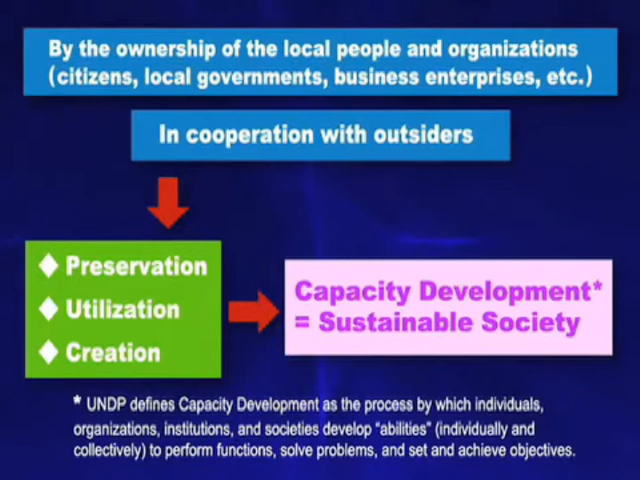 By the ownership of the local people and organizations
(citizens, local governments, business enterprises, etc.)
In cooperation with outsiders
Preservation
Utilization
Creation
Capacity Development*
= Sustainable Society
* UNDP defines Capacity Development as the process by which individuals,
organizations, institutions, and societies develop "abilities" (individually and
collectively) to perform functions, solve problems, and set and achieve objectives.